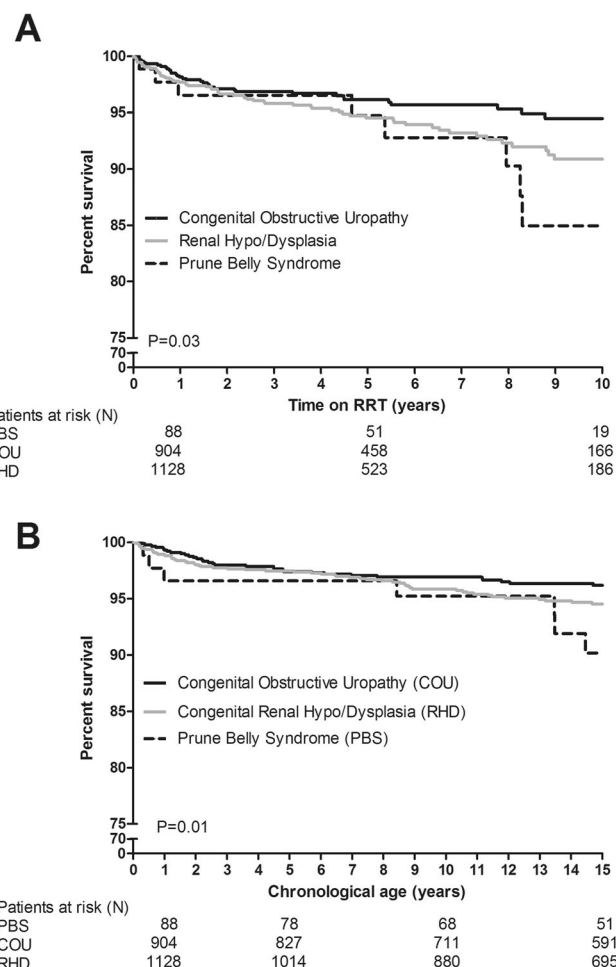 A
100
95
90
85
80
75
70
0
Percent survival
Congenital Obstructive Uropathy
Renal Hypo/Dysplasia
Prune Belly Syndrome
P=0.03
0 1 2 3 4 5 6 7 8 9 10
Time on RRT (years)
atients at risk (N)
BS 88 51 19
OU 904 458 166
HD 1128 523 186
B
100
95
90
85
80
75
70
0
Percent survival
Congenital Obstructive Uropathy (COU)
Congenital Renal Hypo/Dysplasia (RHD)
Prune Belly Syndrome (PBS)
P=0.01
0 1 2 3 4 5 6 7 8 9 10 11 12 13 14 15
Chronological age (years)
Patients at risk (N)
PBS 88 78 68 51
COU 904 827 711 591
RHD 1128 1014 880 695